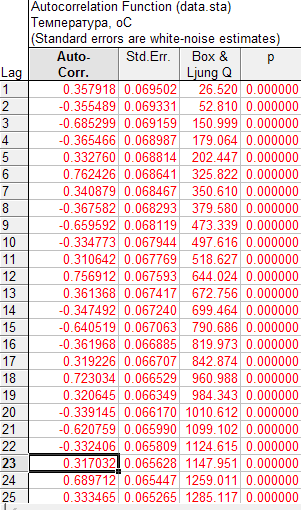 Autocorrelation Function (data.sta)
Температура, оС
(Standard errors are white-noise estimates)
Auto- Std.Err. Box & p
Lag Corr. Ljung Q
1 0.357918 0.069502 26.520 0.000000
2 -0.355489 0.069331 52.810 0.000000
3 -0.685299 0.069159 150.999 0.000000
4 -0.365466 0.068987 179.064 0.000000
5 0.332760 0.068814 202.447 0.000000
6 0.762426 0.068641 325.822 0.000000
7 0.340879 0.068467 350.610 0.000000
8 -0.367582 0.068293 379.580 0.000000
9 -0.659592 0.068119 473.339 0.000000
10 -0.334773 0.067944 497.616 0.000000
11 0.310642 0.067769 518.627 0.000000
12 0.756912 0.067593 644.024 0.000000
13 0.361368 0.067417 672.756 0.000000
14 -0.347492 0.067240 699.464 0.000000
15 -0.640519 0.067063 790.686 0.000000
16 -0.361968 0.066885 819.973 0.000000
17 0.319226 0.066707 842.874 0.000000
18 0.723034 0.066529 960.988 0.000000
19 0.320645 0.066349 984.343 0.000000
20 -0.339145 0.066170 1010.612 0.000000
21 -0.620759 0.065990 1099.102 0.000000
22 -0.332406 0.065809 1124.615 0.000000
23 0.317032 0.065628 1147.951 0.000000
24 0.689712 0.065447 1259.011 0.000000
25 0.333465 0.065265 1285.117 0.000000